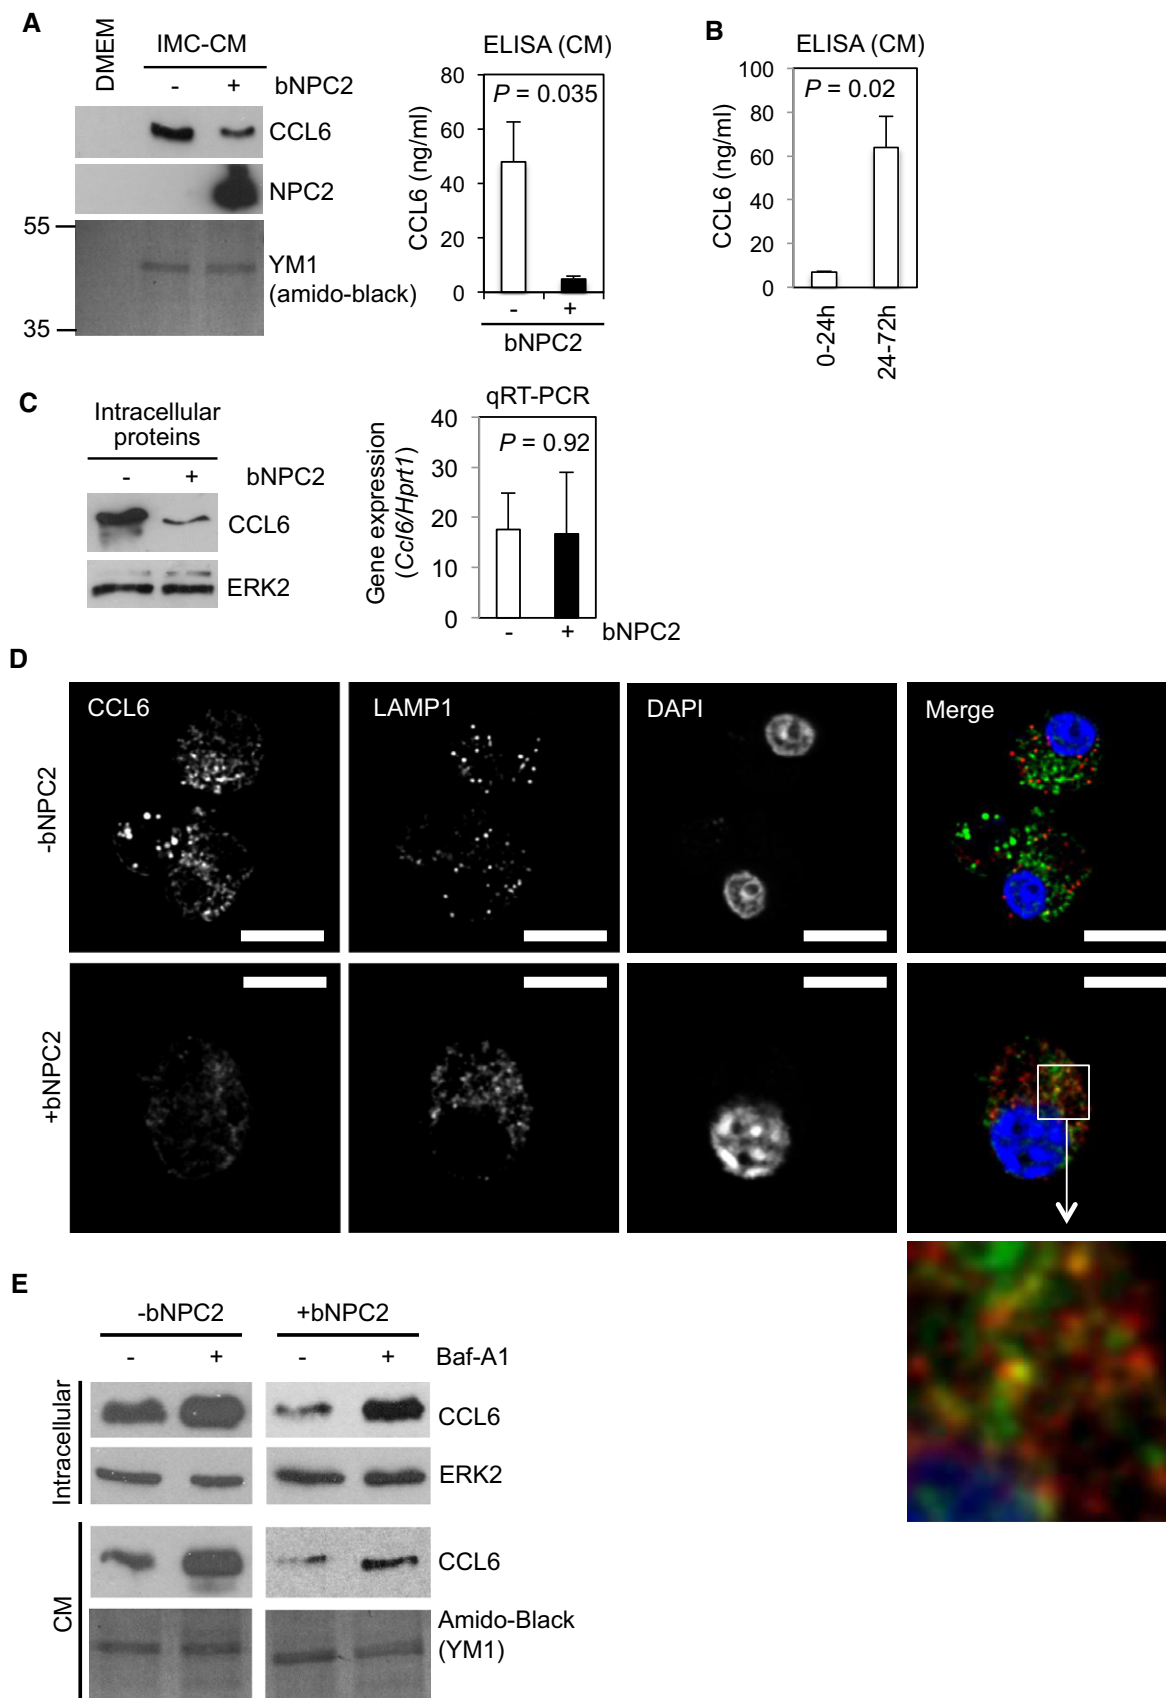 A
DMEM
IMC-CM
- + bNPC2
CCL6
NPC2
55
YM1
(amido-black)
35
ELISA (CM)
P = 0.035
CCL6 (ng/ml)
80
60
40
20
0
- +
bNPC2
B
ELISA (CM)
P = 0.02
CCL6 (ng/ml)
100
80
60
40
20
0
0-24h
24-72h
C
Intracellular
proteins
- + bNPC2
CCL6
ERK2
qRT-PCR
P = 0.92
Gene expression
(Ccl6/Hprt1)
40
30
20
10
0
- + bNPC2
D
CCL6 LAMP1 DAPI Merge
-bNPC2
+bNPC2
E
-bNPC2 +bNPC2
- + - + Baf-A1
Intracellular
CCL6
ERK2
CM
CCL6
Amido-Black
(YM1)